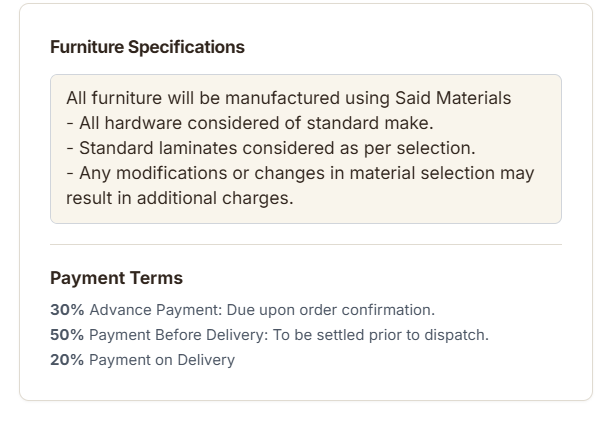 Furniture Specifications
All furniture will be manufactured using Said Materials
- All hardware considered of standard make.
- Standard laminates considered as per selection.
- Any modifications or changes in material selection may
result in additional charges.
Payment Terms
30% Advance Payment: Due upon order confirmation.
50% Payment Before Delivery: To be settled prior to dispatch.
20% Payment on Delivery